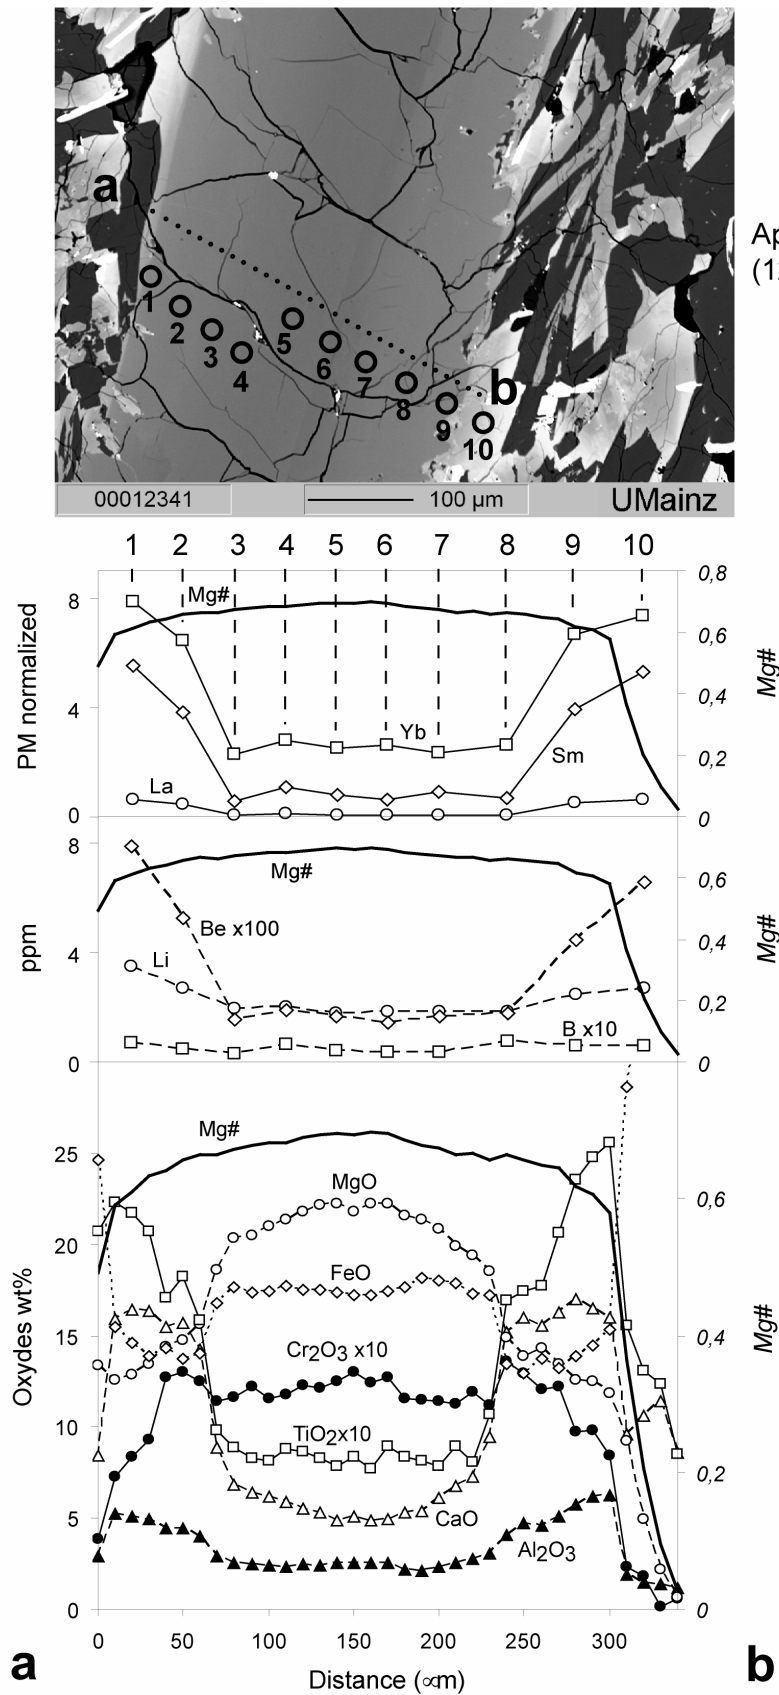 a
Ap
(12
1
2
3
4
5
6
7
8
9
10
b
00012341
100 µm
UMainz
1 2 3 4 5 6 7 8 9 10
8
4
0
PM normalized
Mg#
Yb
Sm
La
0,8
0,6
0,4
0,2
0
Mg#
8
4
0
ppm
Mg#
Be x100
Li
B x10
0,6
0,4
0,2
0
Mg#
25
20
15
10
5
0
Oxydes wt%
Mg#
MgO
FeO
Cr2O3 x10
TiO2x10
CaO
Al2O3
0,6
0,4
0,2
0
Mg#
0 50 100 150 200 250 300
a
Distance (∝m)
b